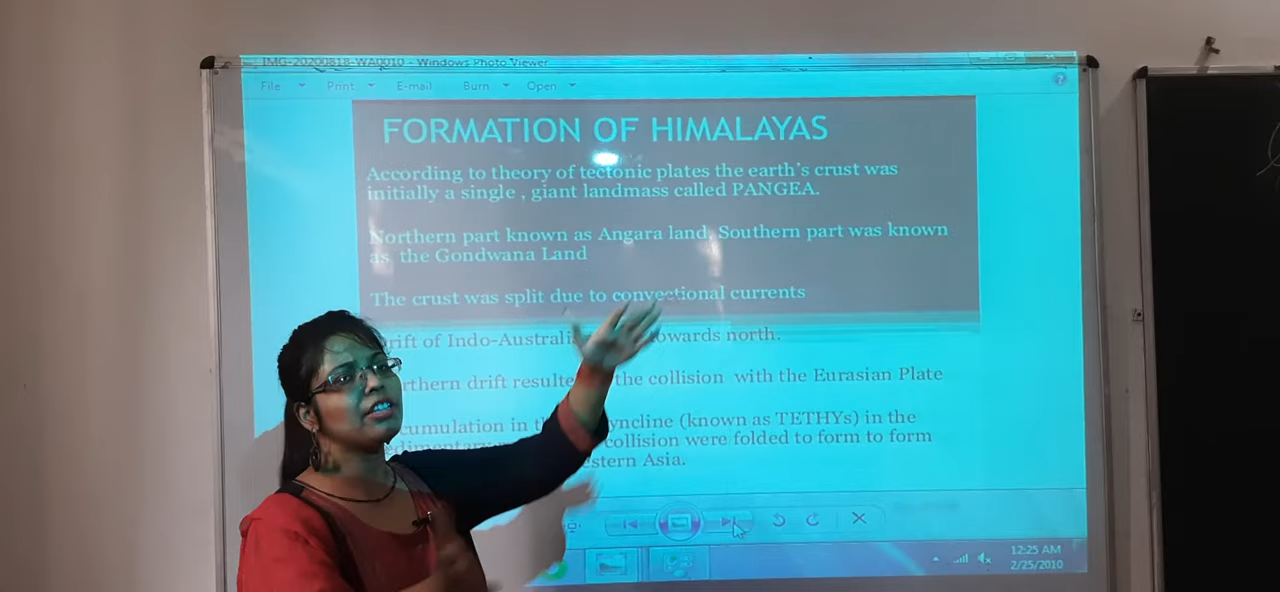 IMG-20200818-WA0010 - Windows Photo Viewer
File Print E-mail Burn Open
FORMATION OF HIMALAYAS
According to theory of tectonic plates the earth's crust was
initially a single , giant landmass called PANGEA.
Northern part known as Angara land, Southern part was known
as the Gondwana Land
The crust was split due to convectional currents
rift of Indo-Australi towards north.
rthern drift resulte the collision with the Eurasian Plate
cumulation in th yncline (known as TETHYs) in the
collision were folded to form to form
stern Asia.
12:25 AM
2/25/2010